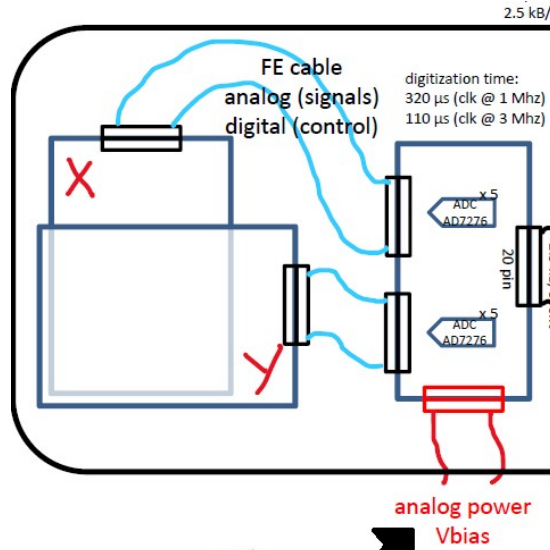 2.5 kB/
FE cable
analog (signals)
digital (control)
digitization time:
320 µs (clk @ 1 Mhz)
110 µs (clk @ 3 Mhz)
X
x 5
ADC
AD7276
20 pin
x 5
ADC
AD7276
Y
analog power
Vbias